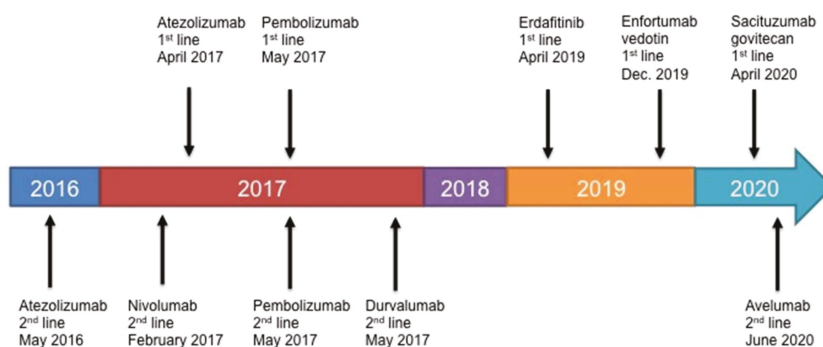 Atezolizumab
1st line
April 2017
Pembolizumab
1st line
May 2017
Erdafitinib
1st line
April 2019
Enfortumab
vedotin
1st line
Dec. 2019
Sacituzumab
govitecan
1st line
April 2020
2016
2017
2018
2019
2020
Atezolizumab
2nd line
May 2016
Nivolumab
2nd line
February 2017
Pembolizumab
2nd line
May 2017
Durvalumab
2nd line
May 2017
Avelumab
2nd line
June 2020